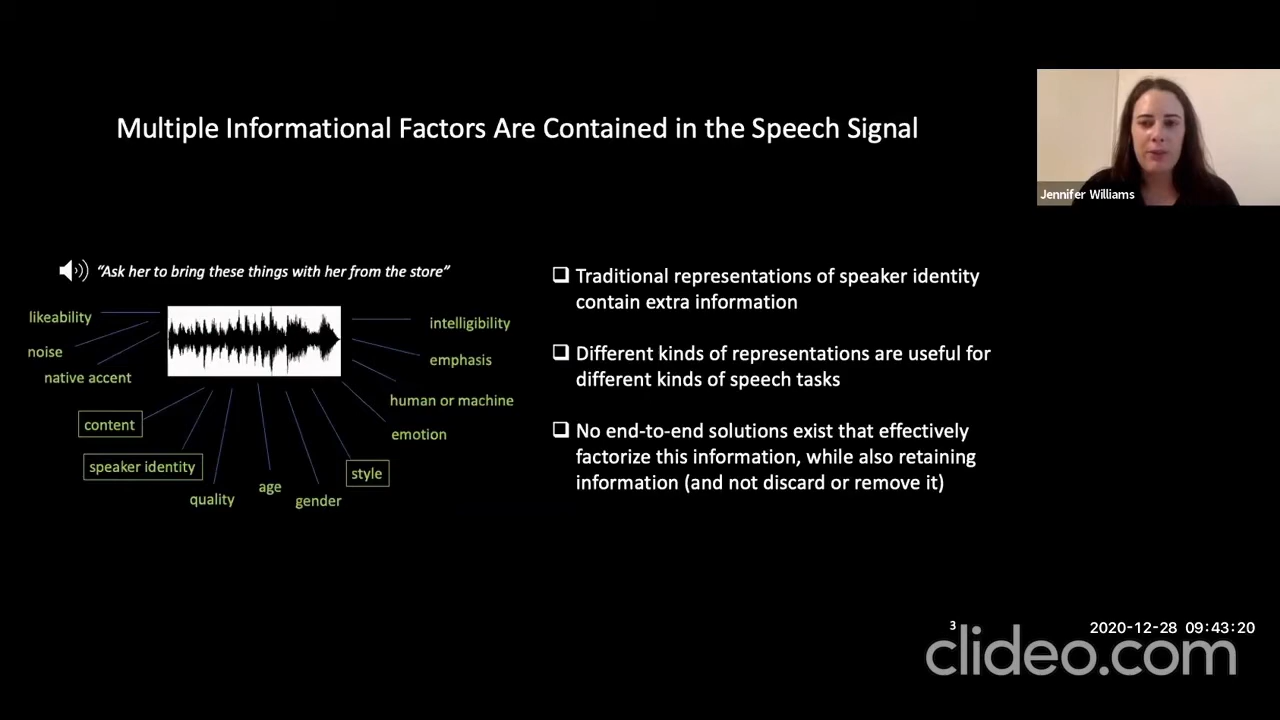 Multiple Informational Factors Are Contained in the Speech Signal
Jennifer Williams
“Ask her to bring these things with her from the store”
likeability
noise
native accent
content
speaker identity
quality
age
gender
style
emotion
human or machine
emphasis
intelligibility
Traditional representations of speaker identity
contain extra information
Different kinds of representations are useful for
different kinds of speech tasks
No end-to-end solutions exist that effectively
factorize this information, while also retaining
information (and not discard or remove it)
3
2020-12-28 09:43:20
clideo.com